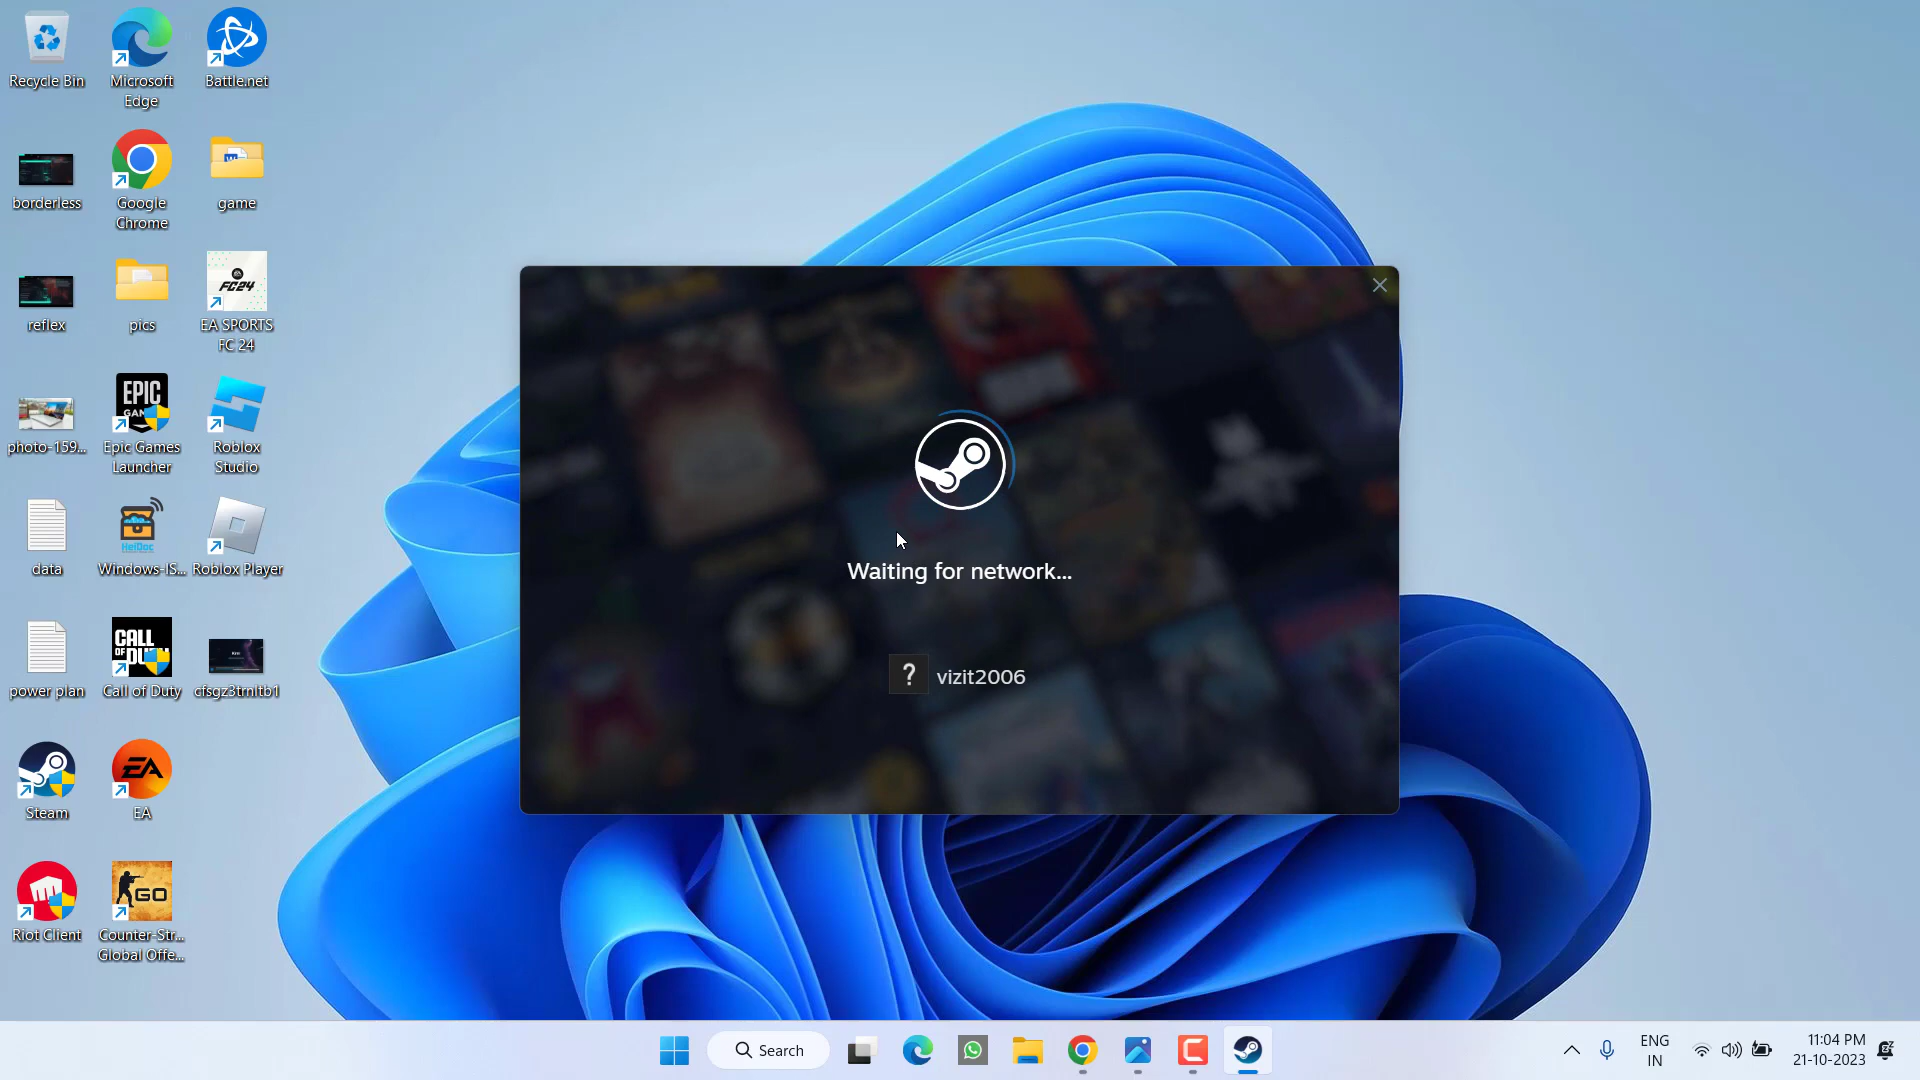 Recycle Bin
Microsoft
Edge
Battle.net
borderless
Google
Chrome
game
reflex
pics
FC24
EA SPORTS
FC 24
photo-159...
EPIC
GAMES
Epic Games
Launcher
Roblox
Studio
data
HeiDoc
Windows-IS...
Roblox Player
power plan
CALL
OF DUTY
Call of Duty
cfsgz3trnltb1
Steam
EA
EA
Riot Client
GO
Counter-Str...
Global Offe...
Waiting for network...
?
vizit2006
Search
ENG
IN
11:04 PM
21-10-2023